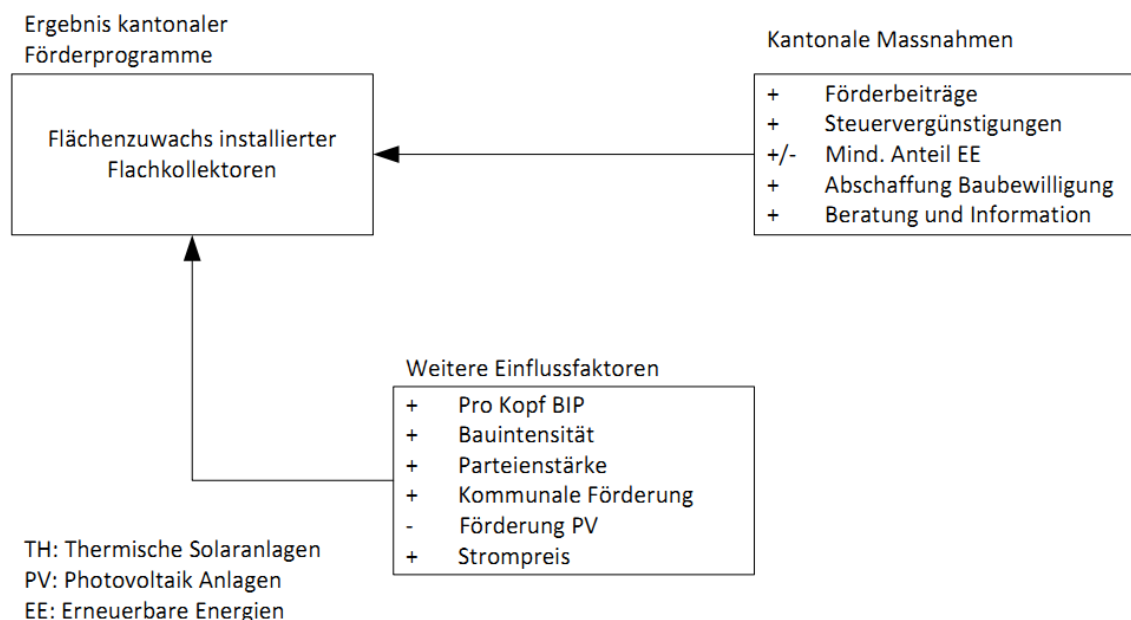 Ergebnis kantonaler
Förderprogramme
Flächenzuwachs installierter
Flachkollektoren
Kantonale Massnahmen
+ Förderbeiträge
+ Steuervergünstigungen
+/- Mind. Anteil EE
+ Abschaffung Baubewilligung
+ Beratung und Information
Weitere Einflussfaktoren
+ Pro Kopf BIP
+ Bauintensität
+ Parteienstärke
+ Kommunale Förderung
- Förderung PV
+ Strompreis
TH: Thermische Solaranlagen
PV: Photovoltaik Anlagen
EE: Erneuerbare Energien